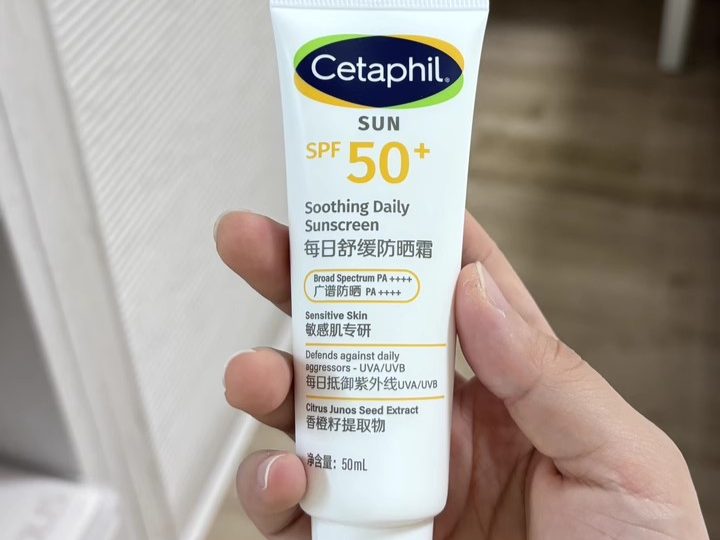 Cetaphil®
SUN
SPF 50+
Soothing Daily
Sunscreen
每日舒缓防晒霜
Broad Spectrum PA ++++
广谱防晒 PA ++++
Sensitive Skin
敏感肌专研
Defends against daily
aggressors - UVA/UVB
每日抵御紫外线UVA/UVB
Citrus Junos Seed Extract
香橙籽提取物
净含量：50mL